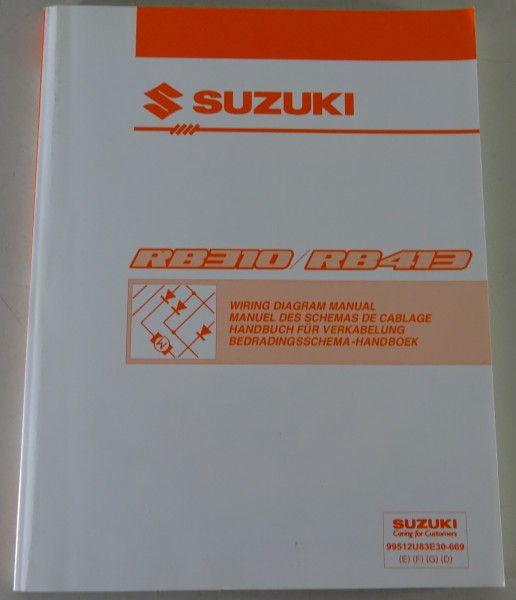 SUZUKI
RB310/RB413
WIRING DIAGRAM MANUAL
MANUEL DES SCHEMAS DE CABLAGE
HANDBUCH FÜR VERKABELUNG
BEDRADINGSSCHEMA-HANDBOEK
M
SUZUKI
Caring for Customers
99512U83E30-669
(E) (F) (G) (D)